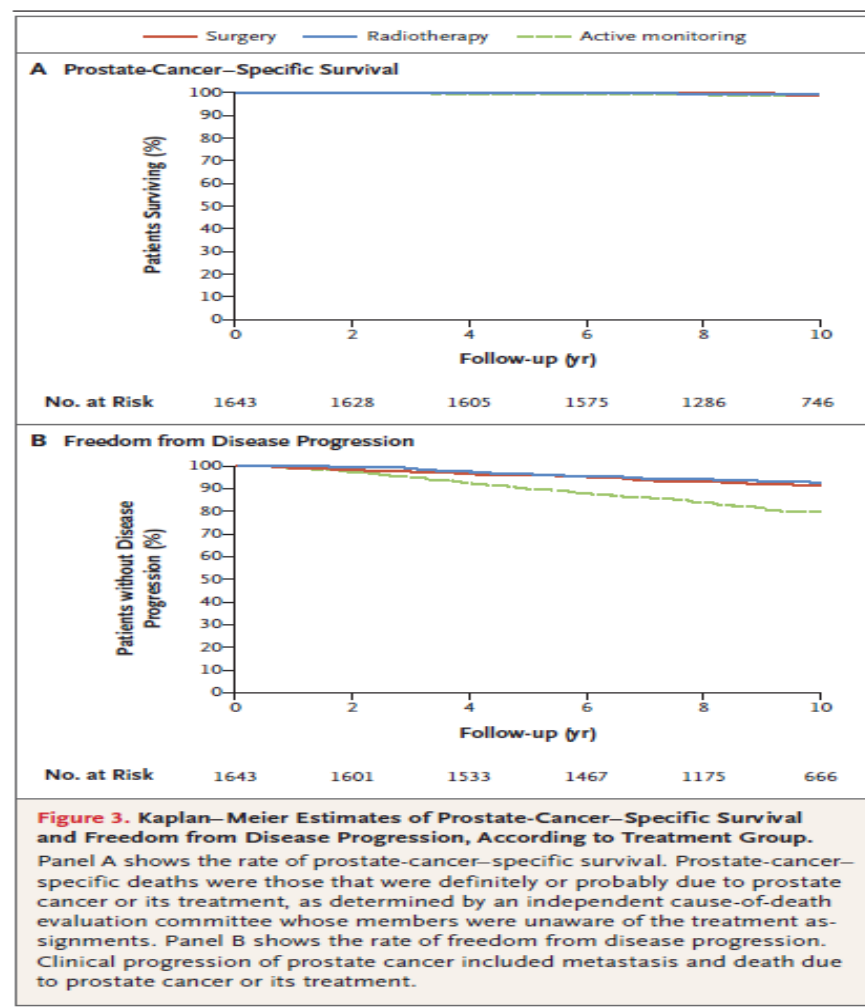 Surgery Radiotherapy Active monitoring
A Prostate-Cancer–Specific Survival
Patients Surviving (%)
100
90
80
70
60
50
40
30
20
10
0
0 2 4 6 8 10
Follow-up (yr)
No. at Risk 1643 1628 1605 1575 1286 746
B Freedom from Disease Progression
Patients without Disease
Progression (%)
100
90
80
70
60
50
40
30
20
10
0
0 2 4 6 8 10
Follow-up (yr)
No. at Risk 1643 1601 1533 1467 1175 666
Figure 3. Kaplan–Meier Estimates of Prostate-Cancer–Specific Survival
and Freedom from Disease Progression, According to Treatment Group.
Panel A shows the rate of prostate-cancer–specific survival. Prostate-cancer–
specific deaths were those that were definitely or probably due to prostate
cancer or its treatment, as determined by an independent cause-of-death
evaluation committee whose members were unaware of the treatment as-
signments. Panel B shows the rate of freedom from disease progression.
Clinical progression of prostate cancer included metastasis and death due
to prostate cancer or its treatment.